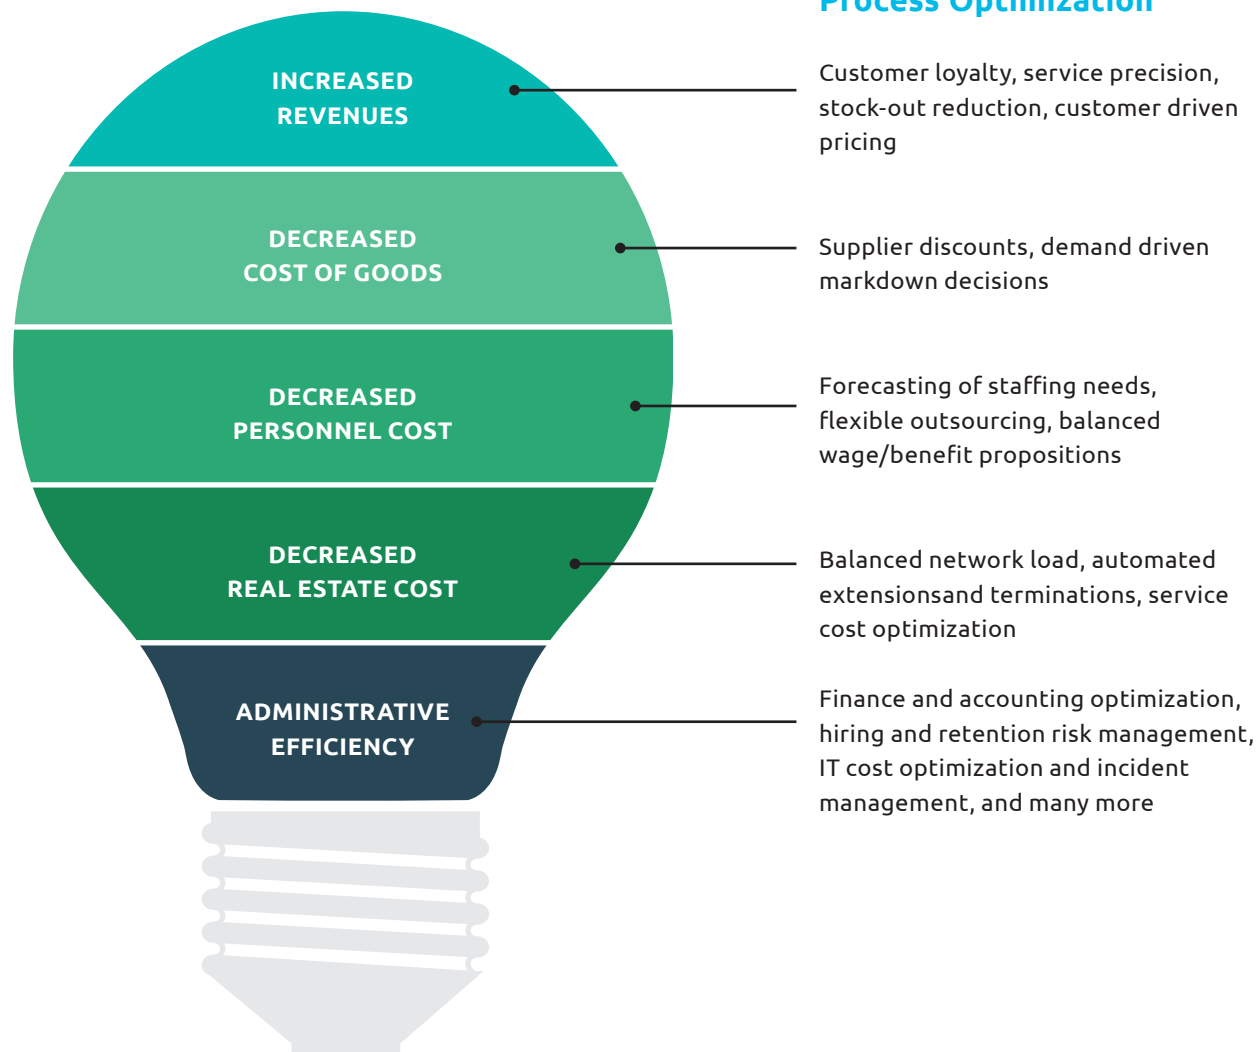 Process Optimization
INCREASED
REVENUES
Customer loyalty, service precision,
stock-out reduction, customer driven
pricing
DECREASED
COST OF GOODS
Supplier discounts, demand driven
markdown decisions
DECREASED
PERSONNEL COST
Forecasting of staffing needs,
flexible outsourcing, balanced
wage/benefit propositions
DECREASED
REAL ESTATE COST
Balanced network load, automated
extensionsand terminations, service
cost optimization
ADMINISTRATIVE
EFFICIENCY
Finance and accounting optimization,
hiring and retention risk management,
IT cost optimization and incident
management, and many more